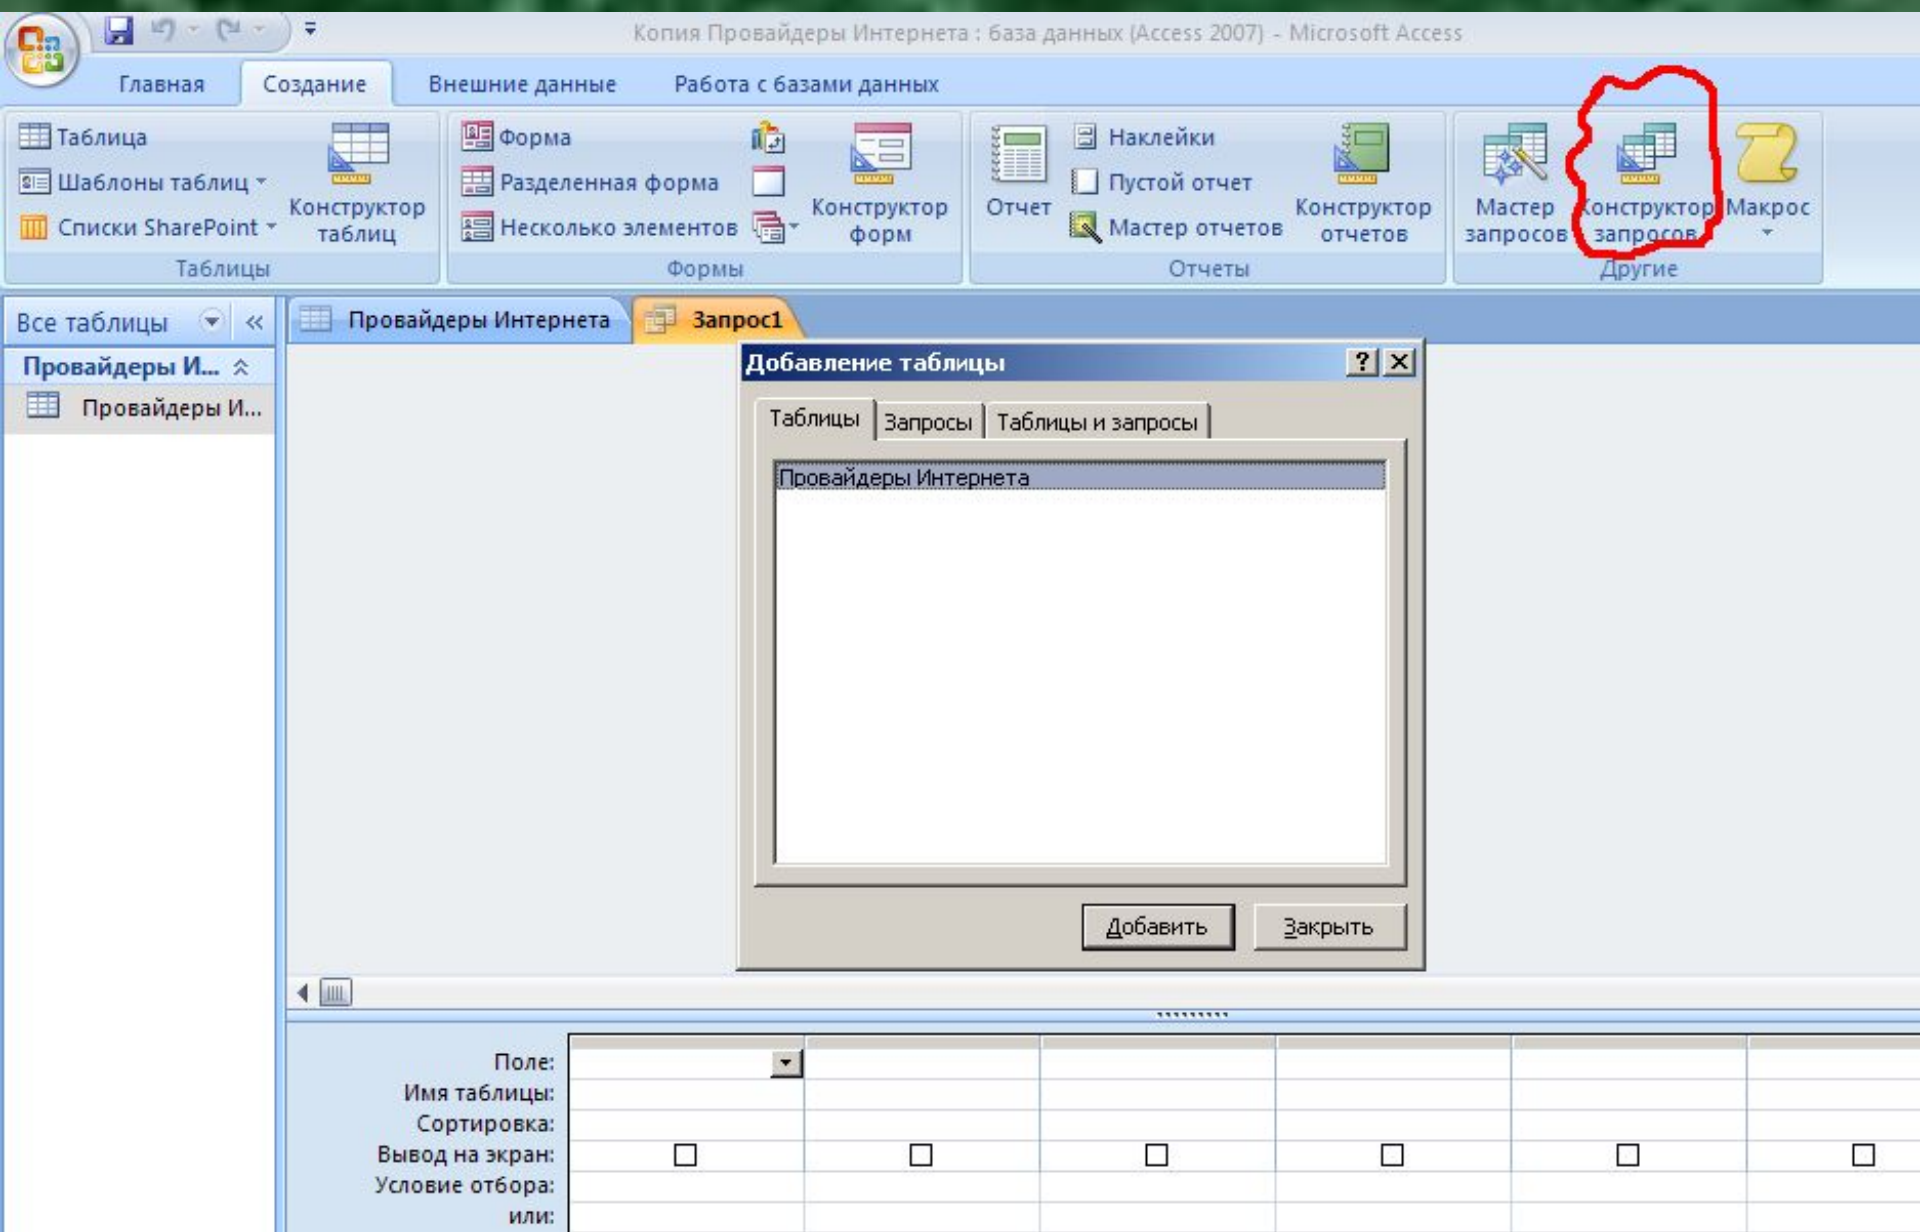 Копия Провайдеры Интернета : база данных (Access 2007) - Microsoft Access
Главная Создание Внешние данные Работа с базами данных
Таблица
Шаблоны таблиц
Списки SharePoint
Конструктор
таблиц
Таблицы
Форма
Разделенная форма
Несколько элементов
Конструктор
форм
Формы
Отчет
Наклейки
Пустой отчет
Мастер отчетов
Конструктор
отчетов
Отчеты
Мастер
запросов
Конструктор
запросов
Макрос
Другие
Все таблицы «
Провайдеры И...
Провайдеры И...
Провайдеры Интернета
Запрос1
Добавление таблицы
Таблицы Запросы Таблицы и запросы
Провайдеры Интернета
Добавить Закрыть
Поле:
Имя таблицы:
Сортировка:
Вывод на экран:
Условие отбора:
или: